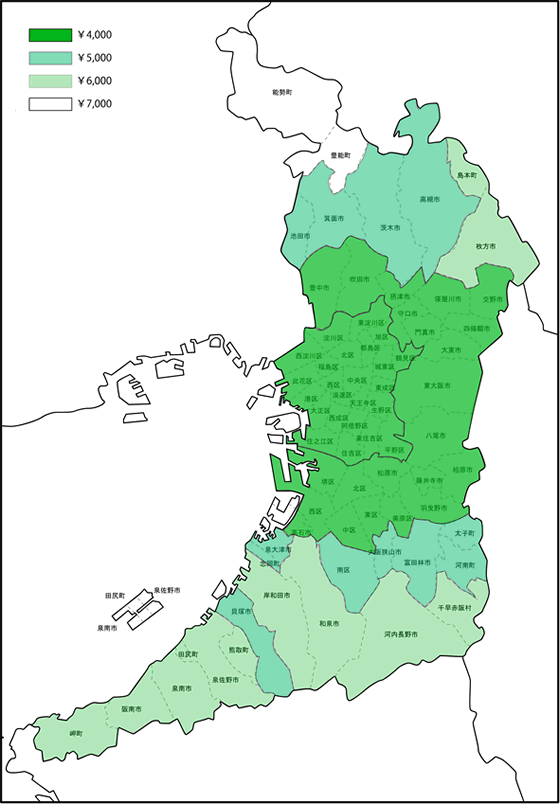 ¥4,000
¥5,000
¥6,000
¥7,000
能勢町
豊能町
島本町
高槻市
箕面市
茨木市
池田市
枚方市
吹田市
豊中市
摂津市
寝屋川市
交野市
守口市
東淀川区
門真市
四條畷市
淀川区
旭区
都島区
大東市
西淀川区
北区
鶴見区
福島区
城東区
此花区
西区
中央区
東成区
東大阪市
港区
浪速区
天王寺区
大正区
生野区
西成区
阿倍野区
住之江区
東住吉区
八尾市
住吉区
平野区
松原市
柏原市
堺区
北区
藤井寺市
西区
東区
美原区
羽曳野市
高石市
中区
太子町
泉大津市
大阪狭山市
忠岡町
南区
富田林市
河南町
田尻町
泉佐野市
岸和田市
貝塚市
千早赤阪村
泉南市
和泉市
河内長野市
熊取町
田尻町
泉南市
泉佐野市
阪南市
岬町